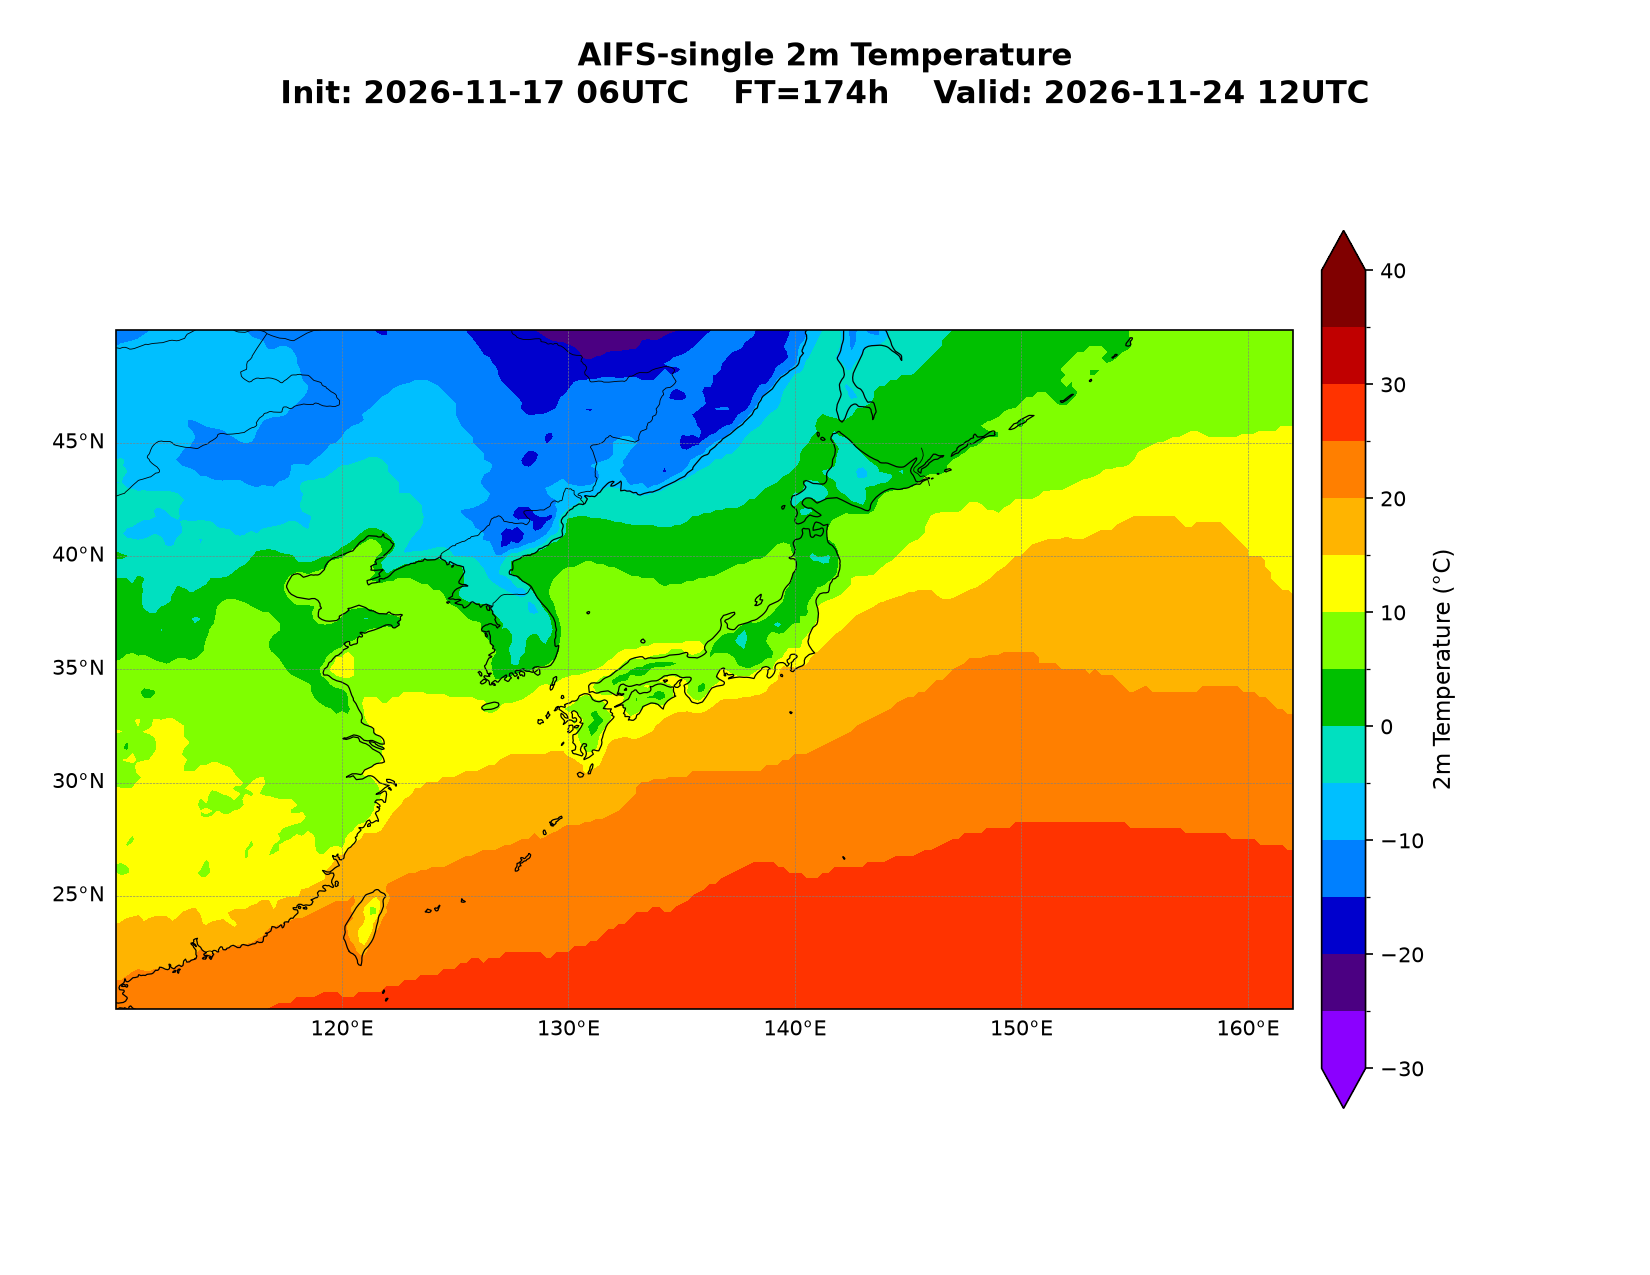 AIFS-single 2m Temperature
Init: 2026-11-17 06UTC    FT=174h    Valid: 2026-11-24 12UTC
45°N
40°N
35°N
30°N
25°N
120°E
130°E
140°E
150°E
160°E
40
30
20
10
0
−10
−20
−30
2m Temperature (°C)